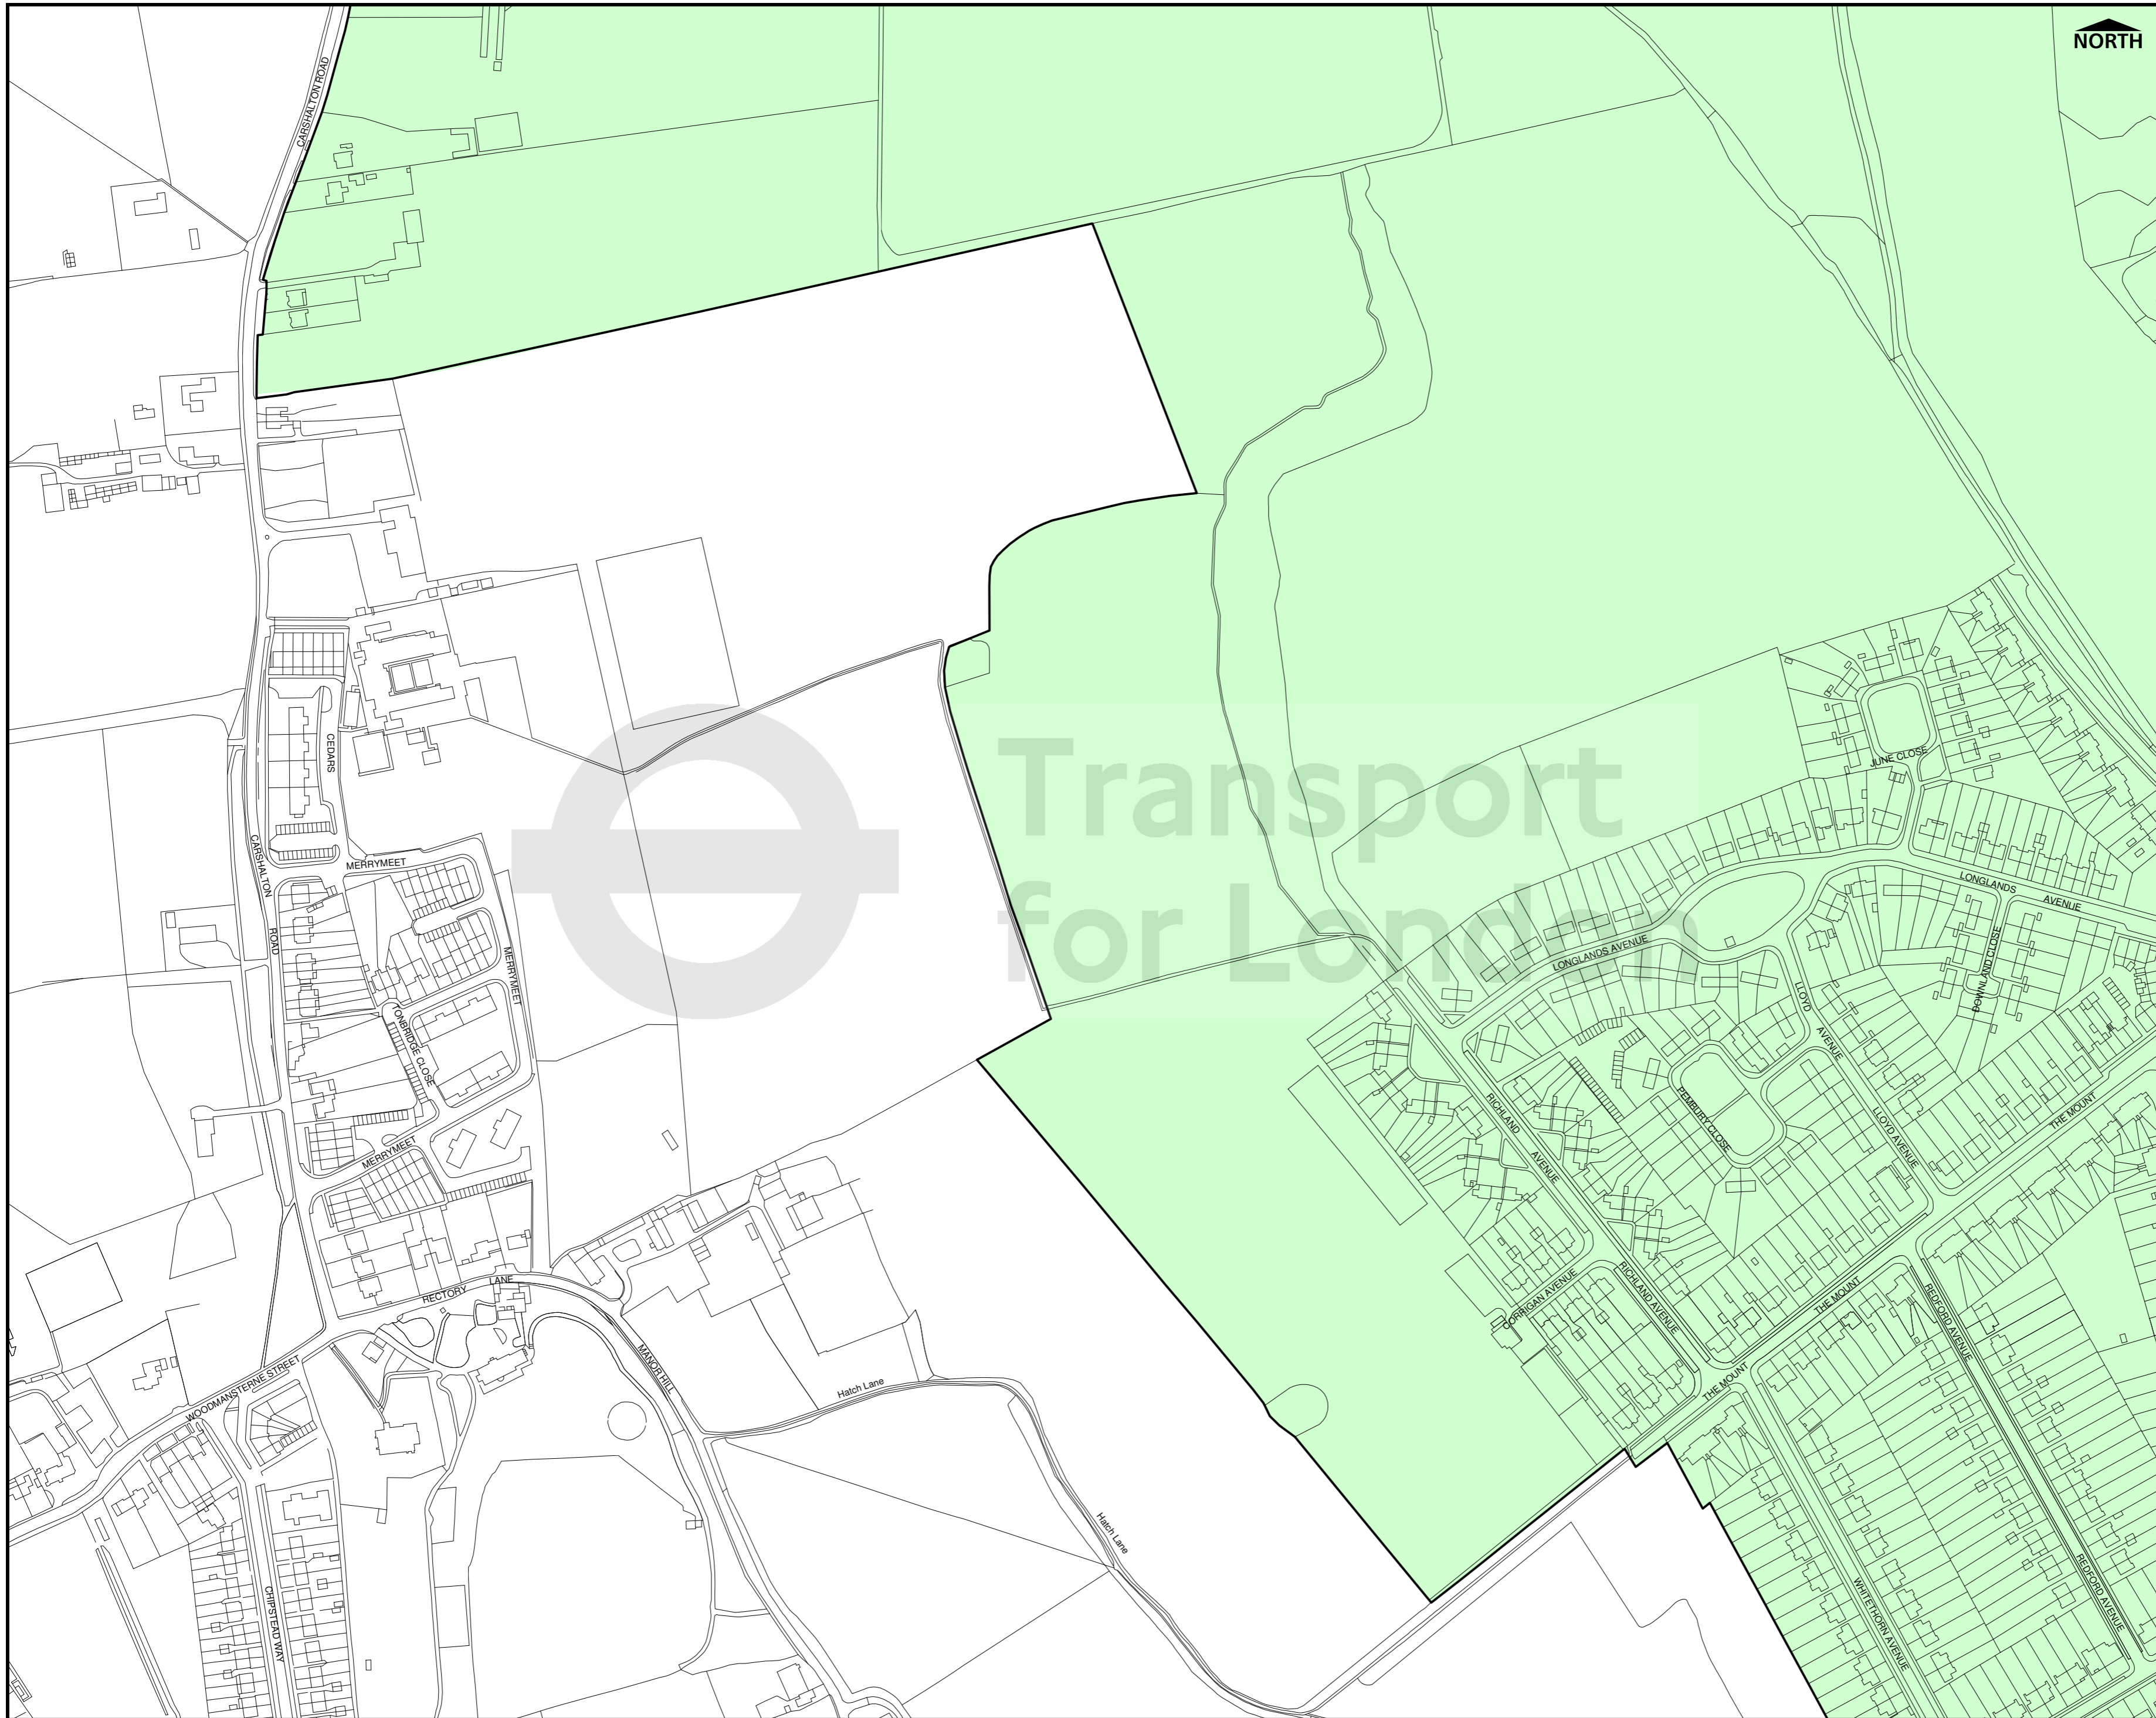 NORTH
CARSHALTON ROAD
CEDARS
JUNE CLOSE
Transport
for London
CARSHALTON
ROAD
MERRYMEET
MERRYMEET
TONBRIDGE CLOSE
MERRYMEET
LONGLANDS
AVENUE
LONGLANDS AVENUE
DOWNLAND CLOSE
LLOYD
AVENUE
LLOYD AVENUE
PEMBURY CLOSE
THE MOUNT
RICHLAND
AVENUE
RICHLAND AVENUE
CORRIGAN AVENUE
THE MOUNT
THE MOUNT
REDFORD AVENUE
REDFORD AVENUE
WHITETHORN AVENUE
RECTORY
LANE
MANOR HILL
WOODMANSTERNE STREET
Hatch Lane
Hatch Lane
CHIPSTEAD WAY